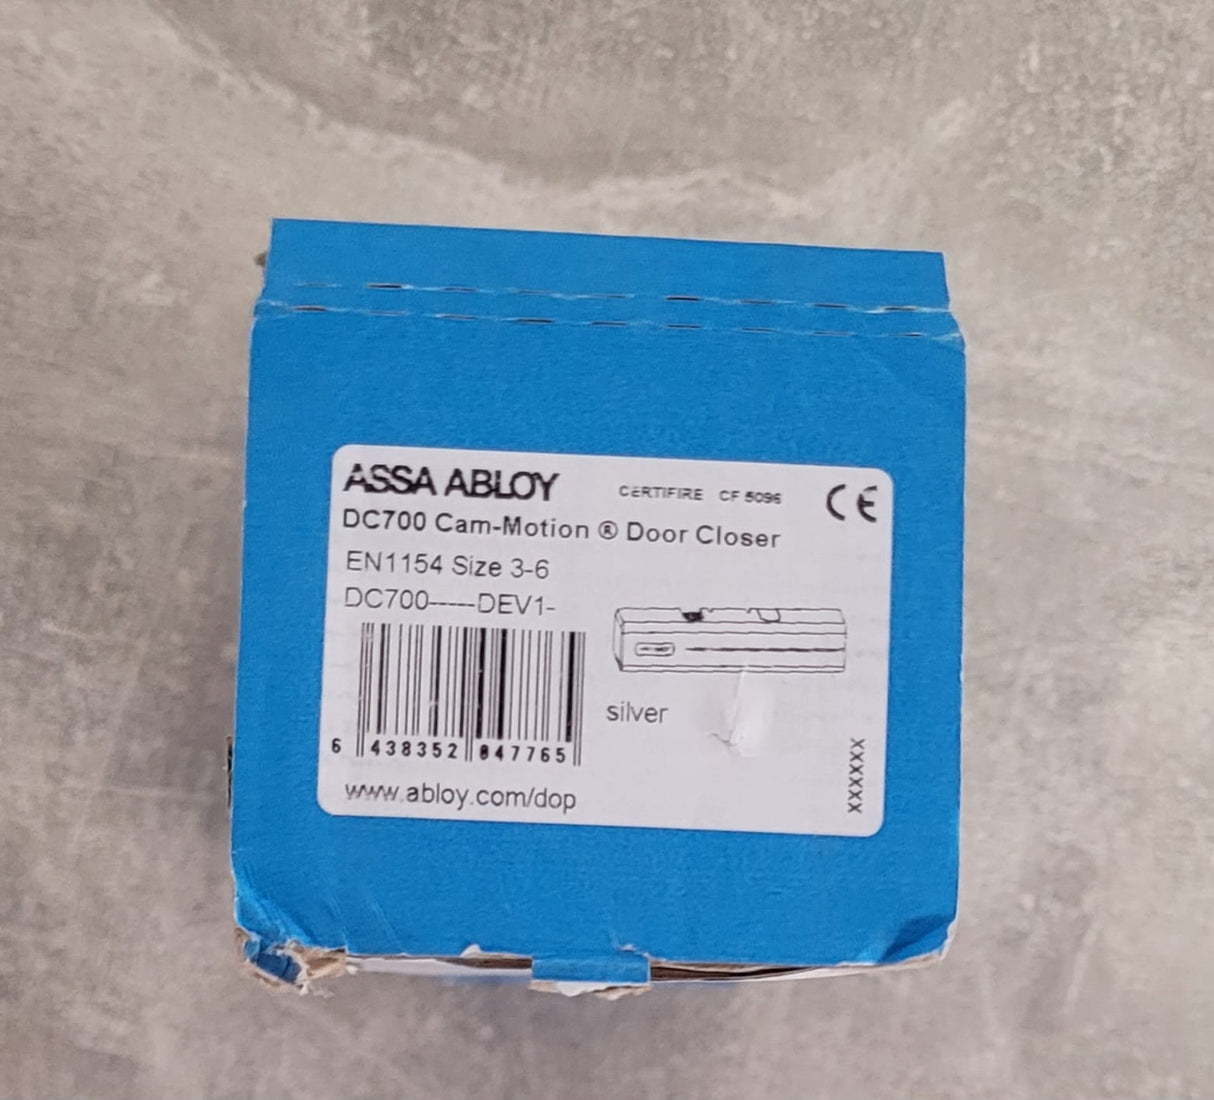 ASSA ABLOY
CERTIFIRE CF 5096
CE
DC700 Cam-Motion ® Door Closer
EN1154 Size 3-6
DC700-----DEV1-
silver
6 438352 047765
XXXXXX
www.abloy.com/dop